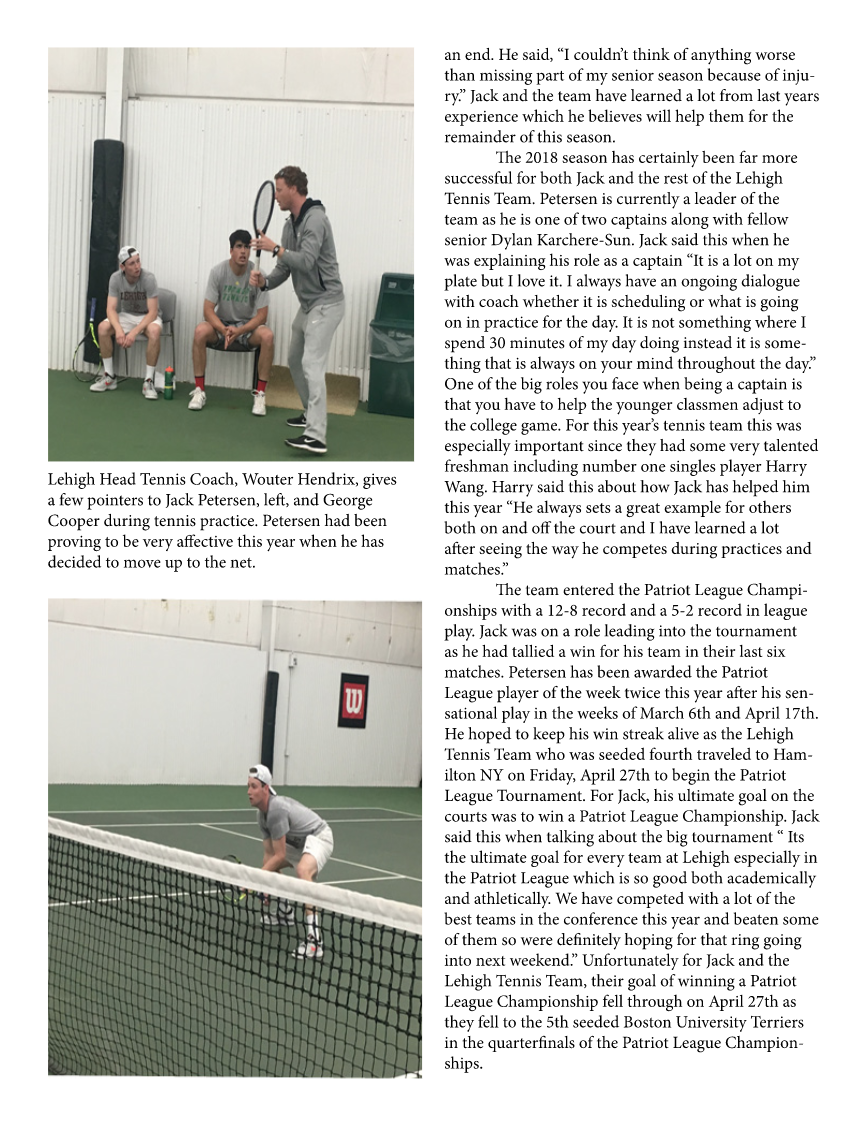 Lehigh Head Tennis Coach, Wouter Hendrix, gives
a few pointers to Jack Petersen, left, and George
Cooper during tennis practice. Petersen had been
proving to be very affective this year when he has
decided to move up to the net.
W
an end. He said, “I couldn’t think of anything worse
than missing part of my senior season because of inju-
ry.” Jack and the team have learned a lot from last years
experience which he believes will help them for the
remainder of this season.
The 2018 season has certainly been far more
successful for both Jack and the rest of the Lehigh
Tennis Team. Petersen is currently a leader of the
team as he is one of two captains along with fellow
senior Dylan Karchere-Sun. Jack said this when he
was explaining his role as a captain “It is a lot on my
plate but I love it. I always have an ongoing dialogue
with coach whether it is scheduling or what is going
on in practice for the day. It is not something where I
spend 30 minutes of my day doing instead it is some-
thing that is always on your mind throughout the day.”
One of the big roles you face when being a captain is
that you have to help the younger classmen adjust to
the college game. For this year’s tennis team this was
especially important since they had some very talented
freshman including number one singles player Harry
Wang. Harry said this about how Jack has helped him
this year “He always sets a great example for others
both on and off the court and I have learned a lot
after seeing the way he competes during practices and
matches.”
The team entered the Patriot League Champi-
onships with a 12-8 record and a 5-2 record in league
play. Jack was on a role leading into the tournament
as he had tallied a win for his team in their last six
matches. Petersen has been awarded the Patriot
League player of the week twice this year after his sen-
sational play in the weeks of March 6th and April 17th.
He hoped to keep his win streak alive as the Lehigh
Tennis Team who was seeded fourth traveled to Ham-
ilton NY on Friday, April 27th to begin the Patriot
League Tournament. For Jack, his ultimate goal on the
courts was to win a Patriot League Championship. Jack
said this when talking about the big tournament “ Its
the ultimate goal for every team at Lehigh especially in
the Patriot League which is so good both academically
and athletically. We have competed with a lot of the
best teams in the conference this year and beaten some
of them so were definitely hoping for that ring going
into next weekend.” Unfortunately for Jack and the
Lehigh Tennis Team, their goal of winning a Patriot
League Championship fell through on April 27th as
they fell to the 5th seeded Boston University Terriers
in the quarterfinals of the Patriot League Champion-
ships.